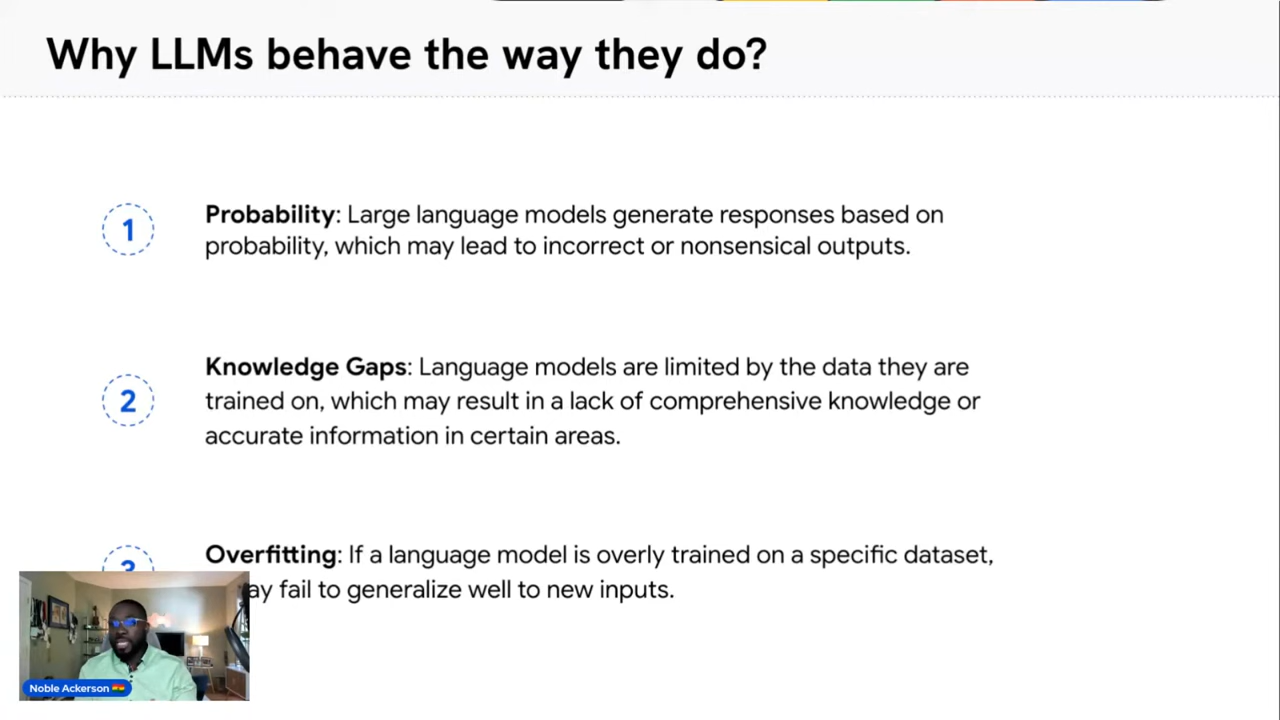 Why LLMs behave the way they do?
1
Probability: Large language models generate responses based on
probability, which may lead to incorrect or nonsensical outputs.
2
Knowledge Gaps: Language models are limited by the data they are
trained on, which may result in a lack of comprehensive knowledge or
accurate information in certain areas.
Overfitting: If a language model is overly trained on a specific dataset,
fail to generalize well to new inputs.
Noble Ackerson 🇬🇭